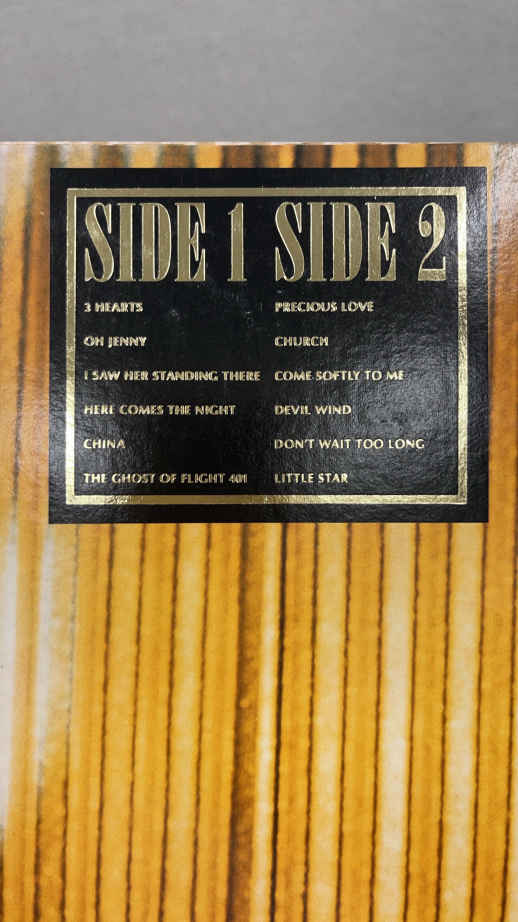 SIDE 1
3 HEARTS
OH JENNY
I SAW HER STANDING THERE
HERE COMES THE NIGHT
CHINA
THE GHOST OF FLIGHT 401
SIDE 2
PRECIOUS LOVE
CHURCH
COME SOFTLY TO ME
DEVIL WIND
DON'T WAIT TOO LONG
LITTLE STAR